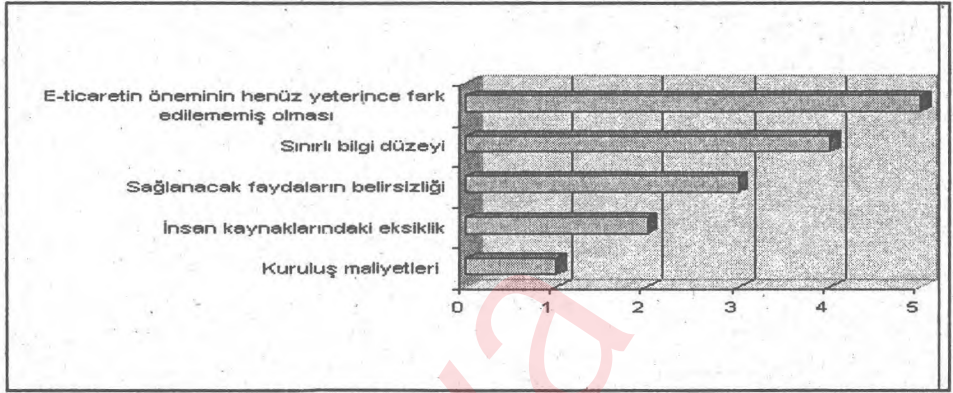 E-ticaretin öneminin henüz yeterince fark
edilememiş olması
Sınırlı bilgi düzeyi
Sağlanacak faydaların belirsizliği
İnsan kaynaklarındaki eksiklik
Kuruluş maliyetleri
0 1 2 3 4 5